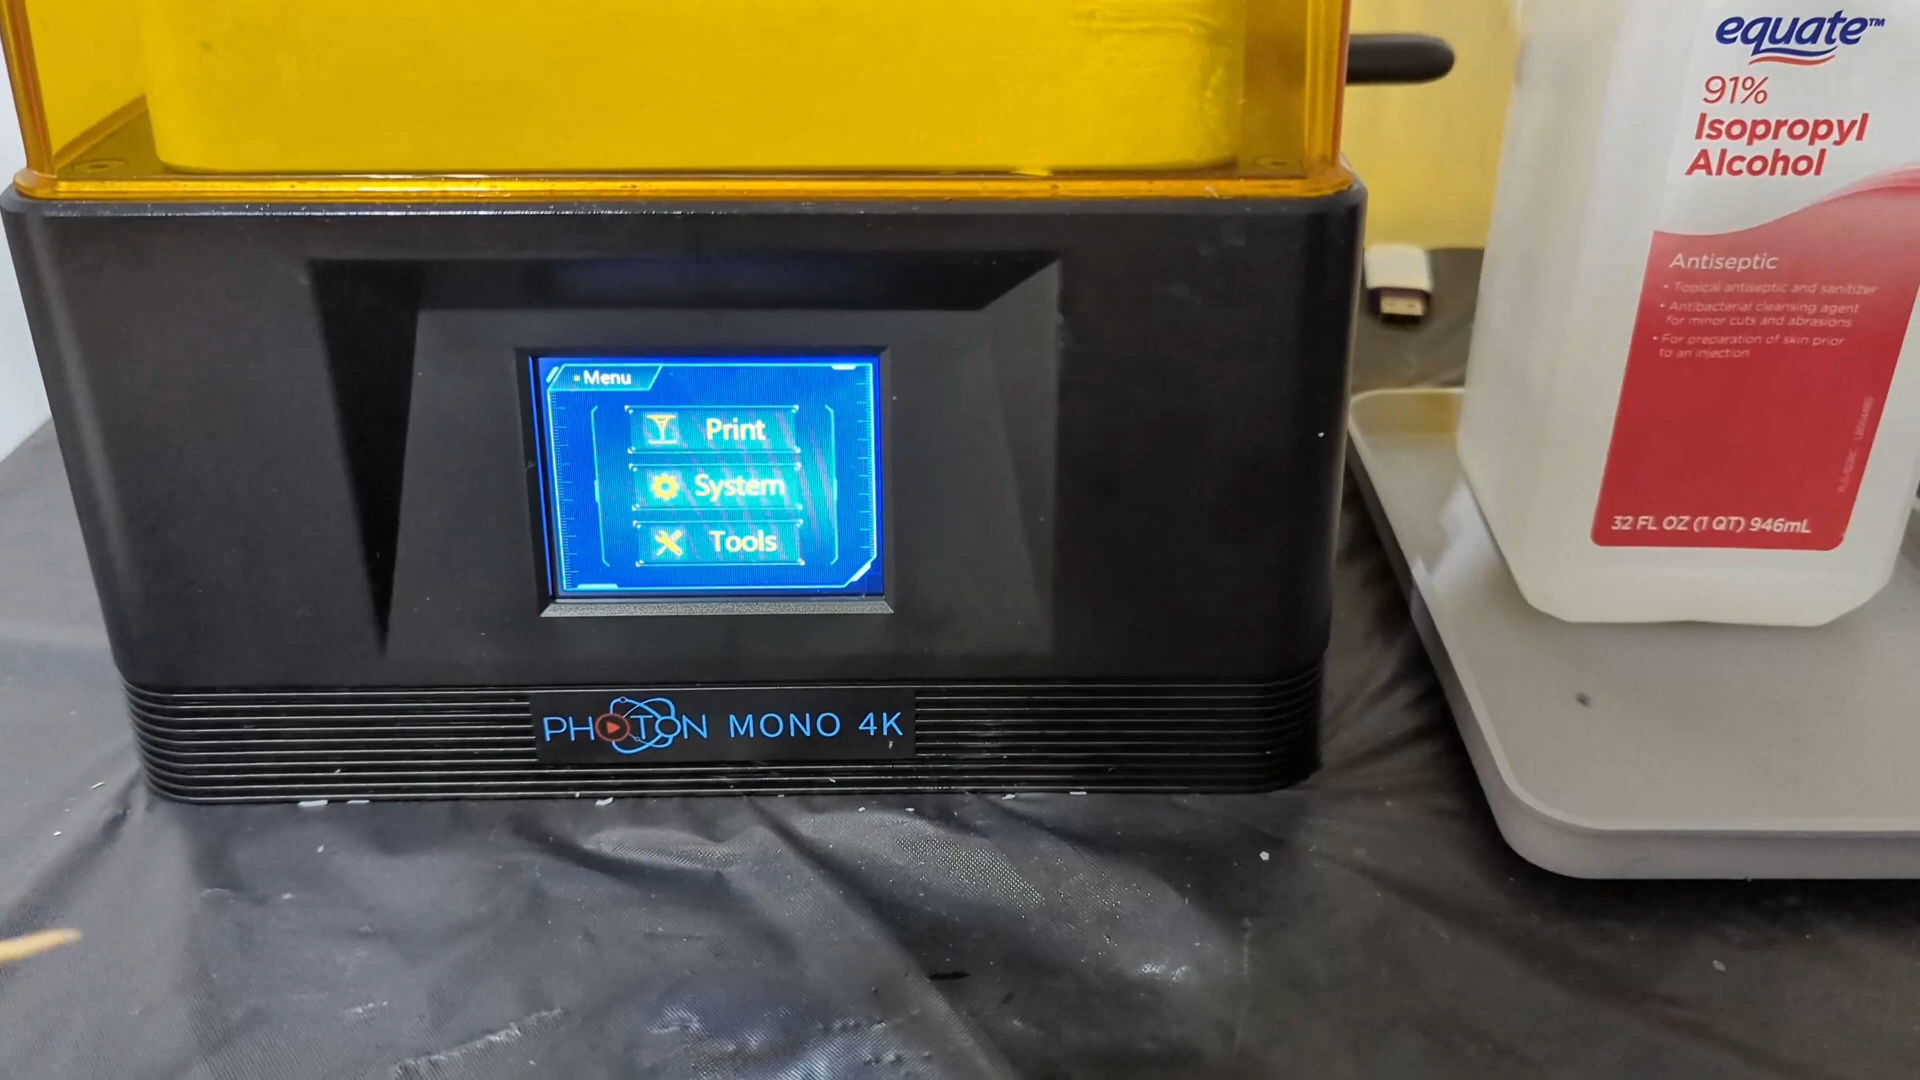 Menu
Print
System
Tools
PHOTON MONO 4K
equate™
91%
Isopropyl
Alcohol
Antiseptic
• Topical antiseptic and sanitizer
• Antibacterial cleansing agent
for minor cuts and abrasions
• For preparation of skin prior
to an injection
32 FL OZ (1 QT) 946mL